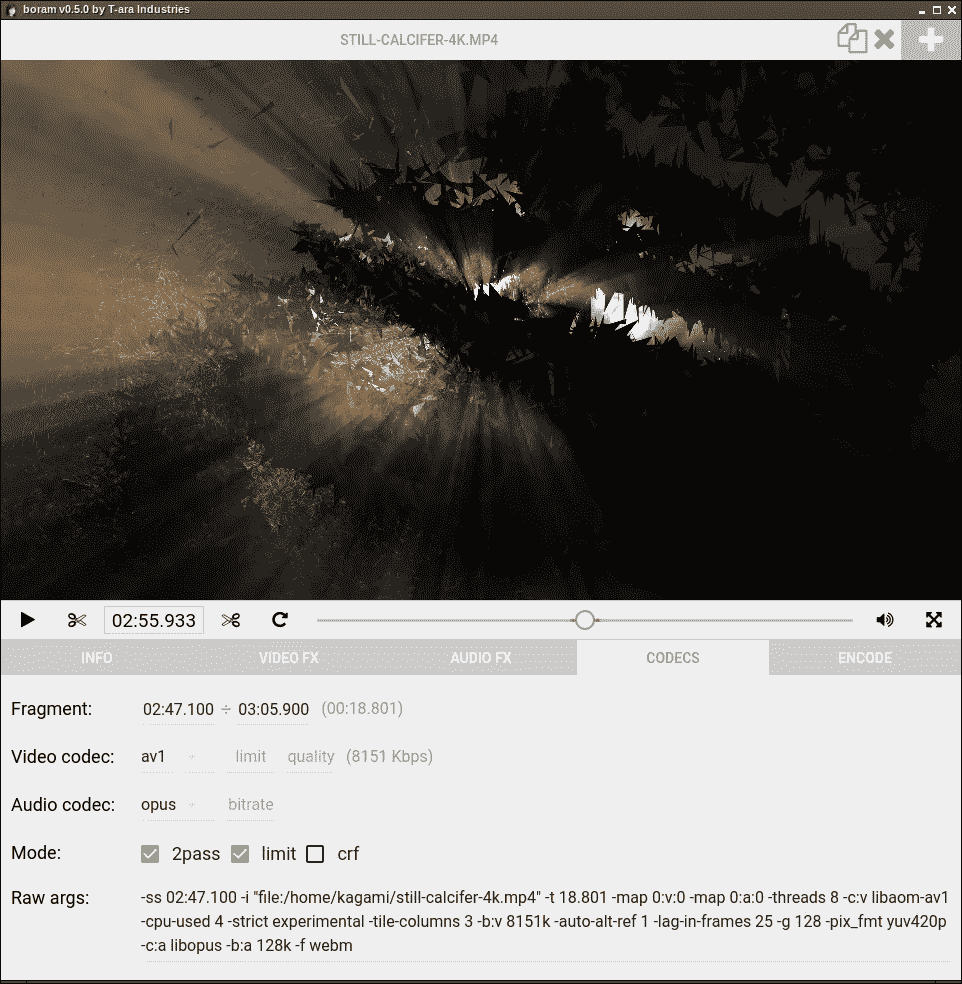 boram v0.5.0 by T-ara Industries
STILL-CALCIFER-4K.MP4
02:55.933
INFO VIDEO FX AUDIO FX CODECS ENCODE
Fragment: 02:47.100 ÷ 03:05.900 (00:18.801)
Video codec: av1 limit quality (8151 Kbps)
Audio codec: opus bitrate
Mode: 2pass limit crf
Raw args: -ss 02:47.100 -i "file:/home/kagami/still-calcifer-4k.mp4" -t 18.801 -map 0:v:0 -map 0:a:0 -threads 8 -c:v libaom-av1
-cpu-used 4 -strict experimental -tile-columns 3 -b:v 8151k -auto-alt-ref 1 -lag-in-frames 25 -g 128 -pix_fmt yuv420p
-c:a libopus -b:a 128k -f webm